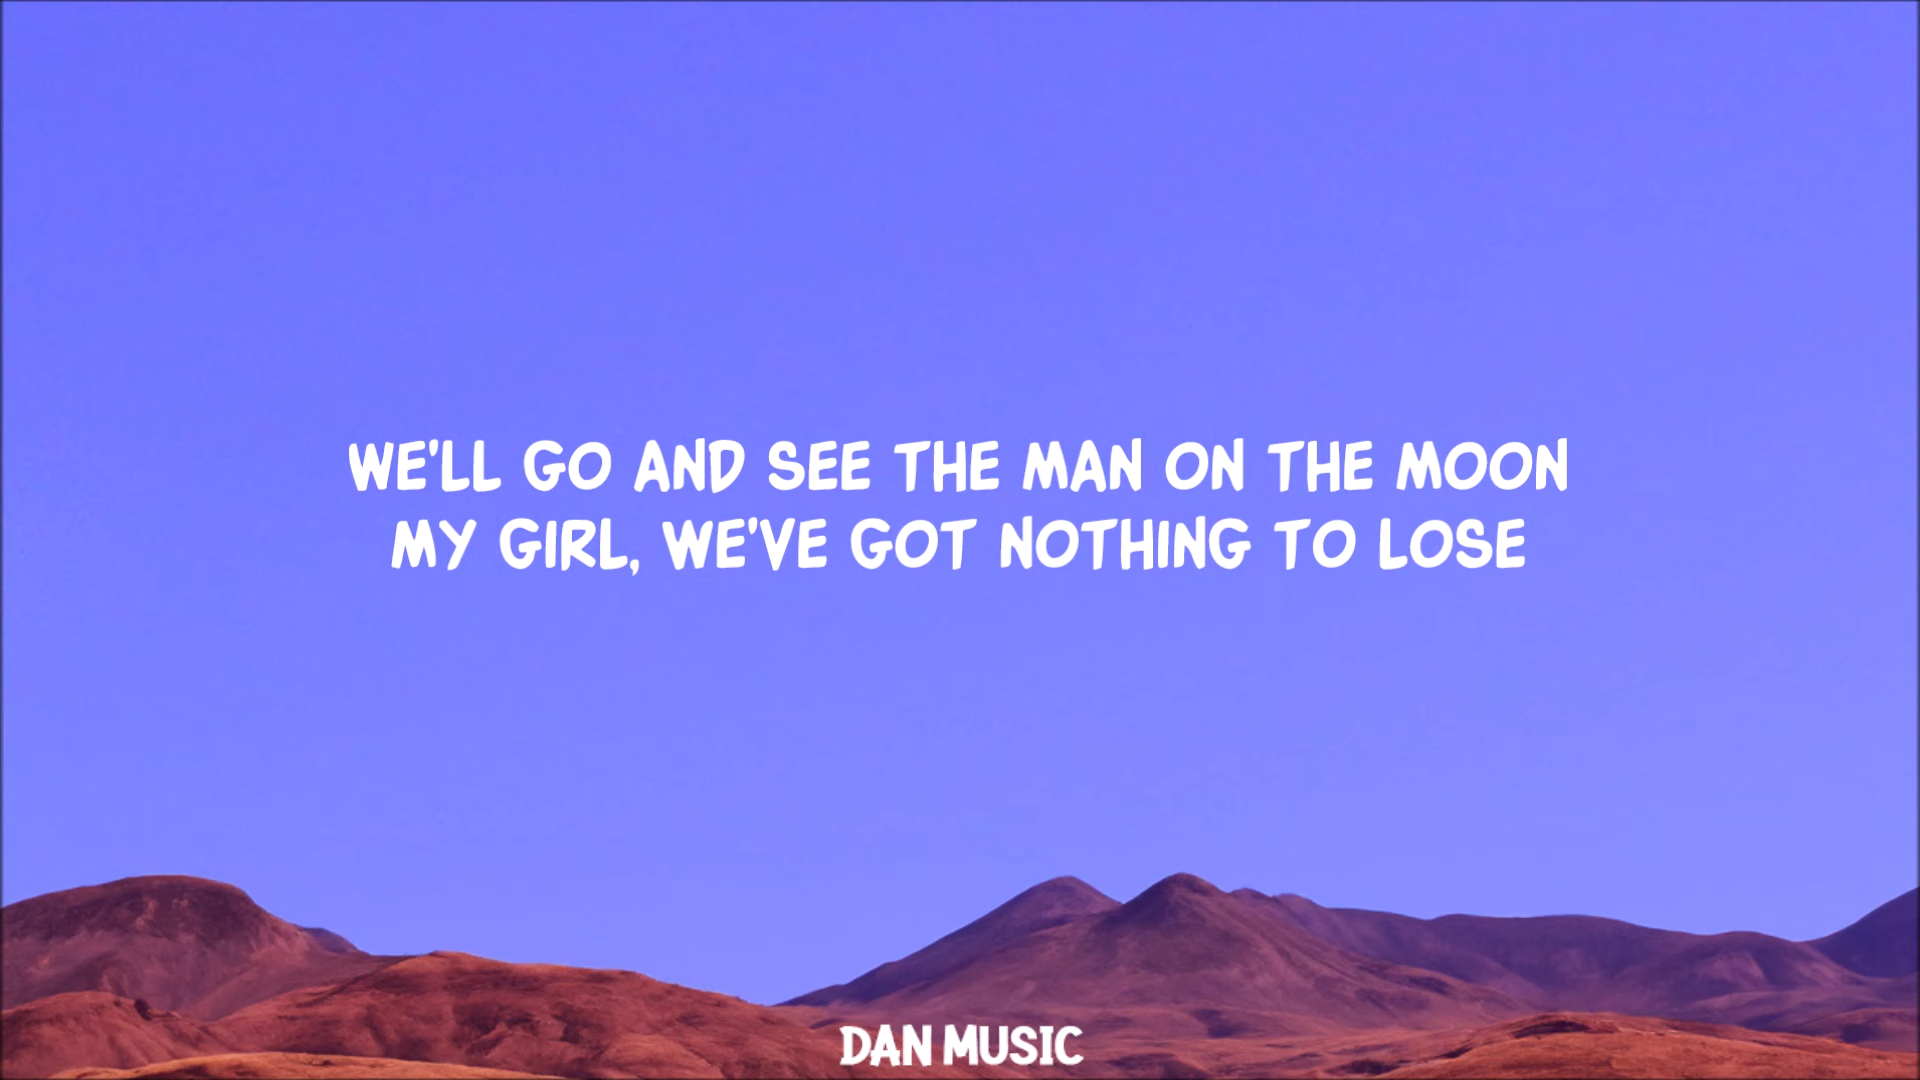 WE'LL GO AND SEE THE MAN ON THE MOON
MY GIRL, WE'VE GOT NOTHING TO LOSE
DAN MUSIC